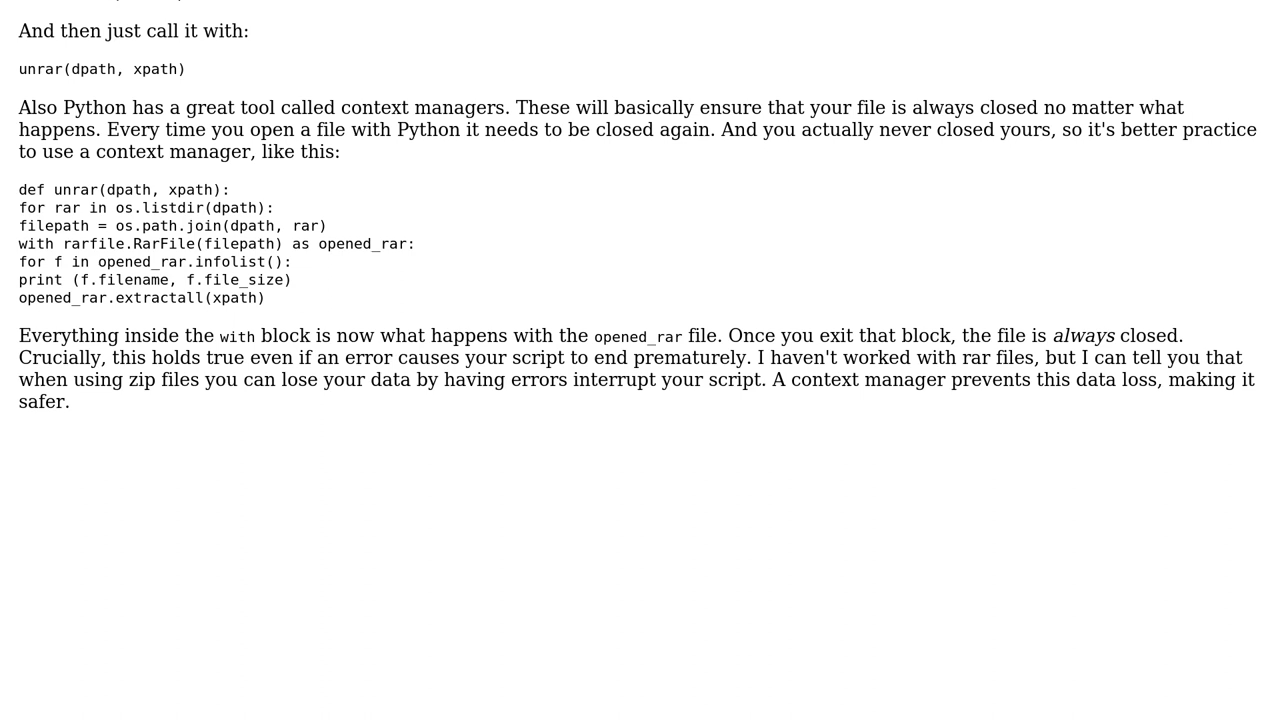 And then just call it with:
unrar(dpath, xpath)
Also Python has a great tool called context managers. These will basically ensure that your file is always closed no matter what
happens. Every time you open a file with Python it needs to be closed again. And you actually never closed yours, so it's better practice
to use a context manager, like this:
def unrar(dpath, xpath):
for rar in os.listdir(dpath):
filepath = os.path.join(dpath, rar)
with rarfile.RarFile(filepath) as opened_rar:
for f in opened_rar.infolist():
print (f.filename, f.file_size)
opened_rar.extractall(xpath)
Everything inside the with block is now what happens with the opened_rar file. Once you exit that block, the file is always closed.
Crucially, this holds true even if an error causes your script to end prematurely. I haven't worked with rar files, but I can tell you that
when using zip files you can lose your data by having errors interrupt your script. A context manager prevents this data loss, making it
safer.